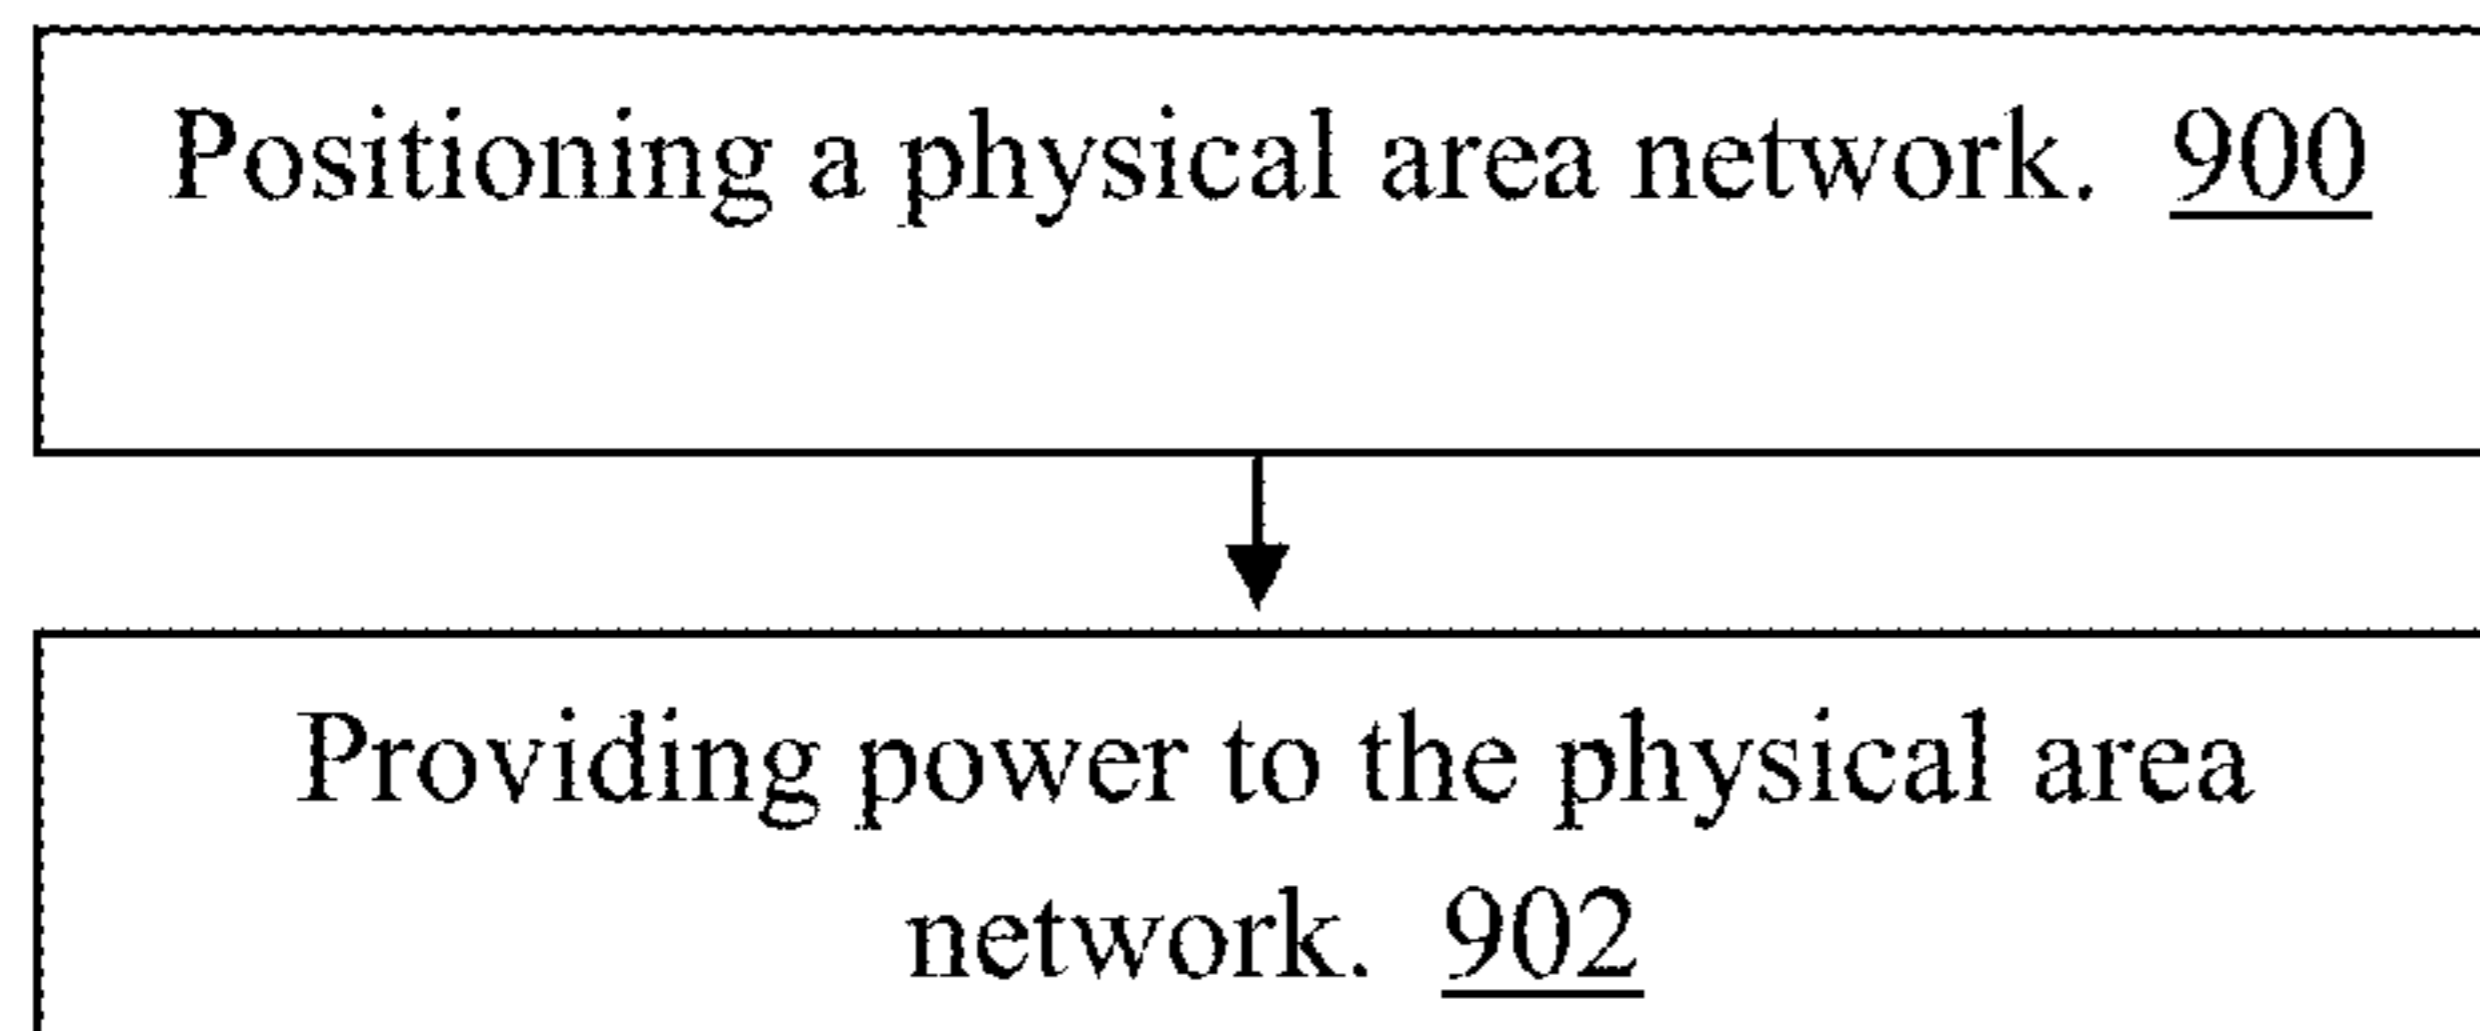 Positioning a physical area network. 900
Providing power to the physical area
network. 902